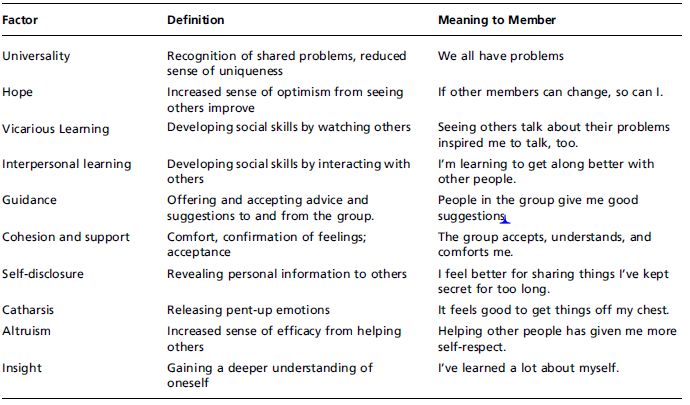 Factor Definition Meaning to Member
Universality Recognition of shared problems, reduced We all have problems
sense of uniqueness
Hope Increased sense of optimism from seeing If other members can change, so can I.
others improve
Vicarious Learning Developing social skills by watching others Seeing others talk about their problems
inspired me to talk, too.
Interpersonal learning Developing social skills by interacting with I'm learning to get along better with
others other people.
Guidance Offering and accepting advice and People in the group give me good
suggestions to and from the group. suggestions
Cohesion and support Comfort, confirmation of feelings; The group accepts, understands, and
acceptance comforts me.
Self-disclosure Revealing personal information to others I feel better for sharing things I've kept
secret for too long.
Catharsis Releasing pent-up emotions It feels good to get things off my chest.
Altruism Increased sense of efficacy from helping Helping other people has given me more
others self-respect.
Insight Gaining a deeper understanding of I've learned a lot about myself.
oneself